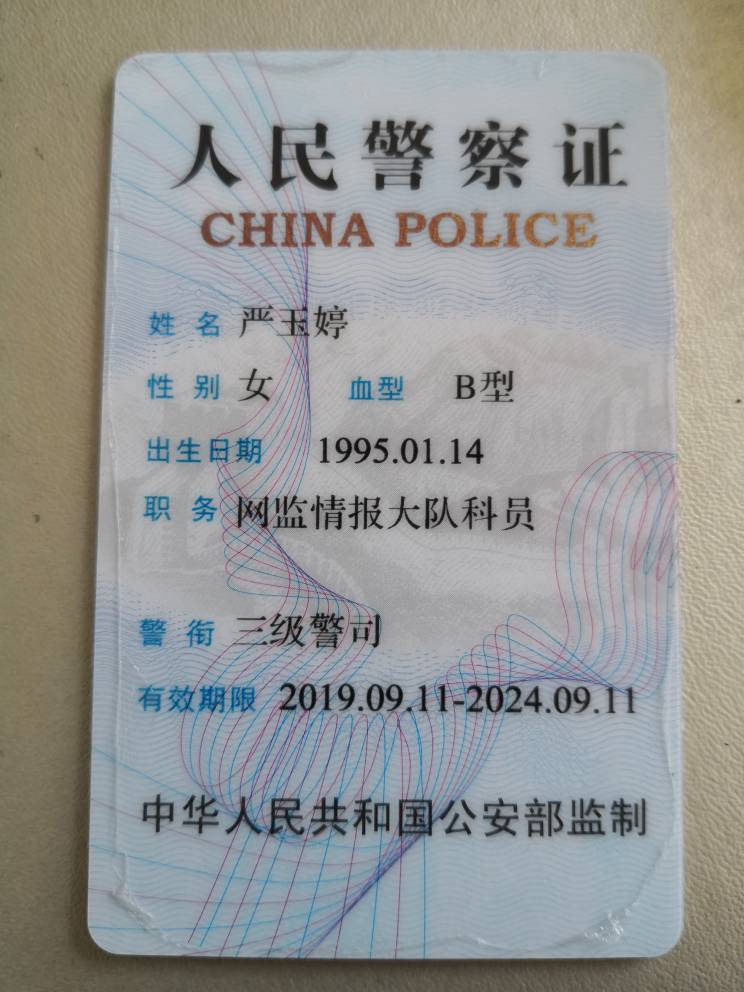 人民警察证
CHINA POLICE
姓名 严玉婷
性别 女 血型 B型
出生日期 1995.01.14
职务 网监情报大队科员
警衔 三级警司
有效期限 2019.09.11-2024.09.11
中华人民共和国公安部监制